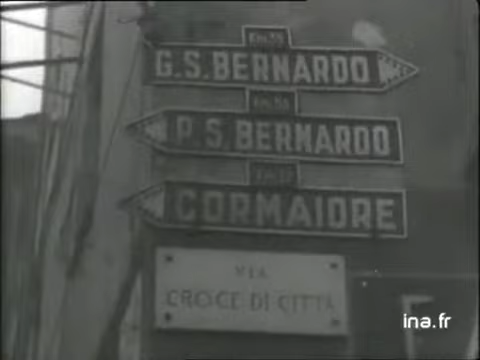 G.S.BERNARDO
P.S.BERNARDO
CORMAIORE
VIA
CROCE DI CITTÀ
ina.fr